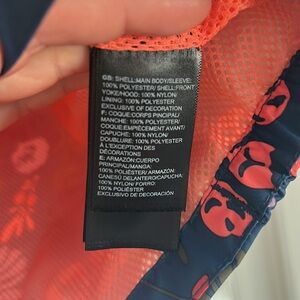 GB: SHELL:MAIN BODY/SLEEVE:
100% POLYESTER/ SHELL:FRONT
YOKE/HOOD: 100% NYLON/
LINING: 100% POLYESTER
EXCLUSIVE OF DECORATION
F: COQUE:CORPS PINCIPAL/
MANCHE: 100% POLYESTER/
COQUE:EMPIECEMENT AVANT/
CAPUCHE: 100% NYLON/
DOUBLURE: 100% POLYESTER
À L'EXCEPTION DES
DÉCORATIONS
E: ARMAZÓN:CUERPO
PRINCIPAL/MANGA:
100% POLIÉSTER/ ARMAZÓN:
CANESÚ DELANTERO/CAPUCHA:
100% NYLON/ FORRO:
100% POLIÉSTER
EXCLUSIVO DE DECORACIÓN